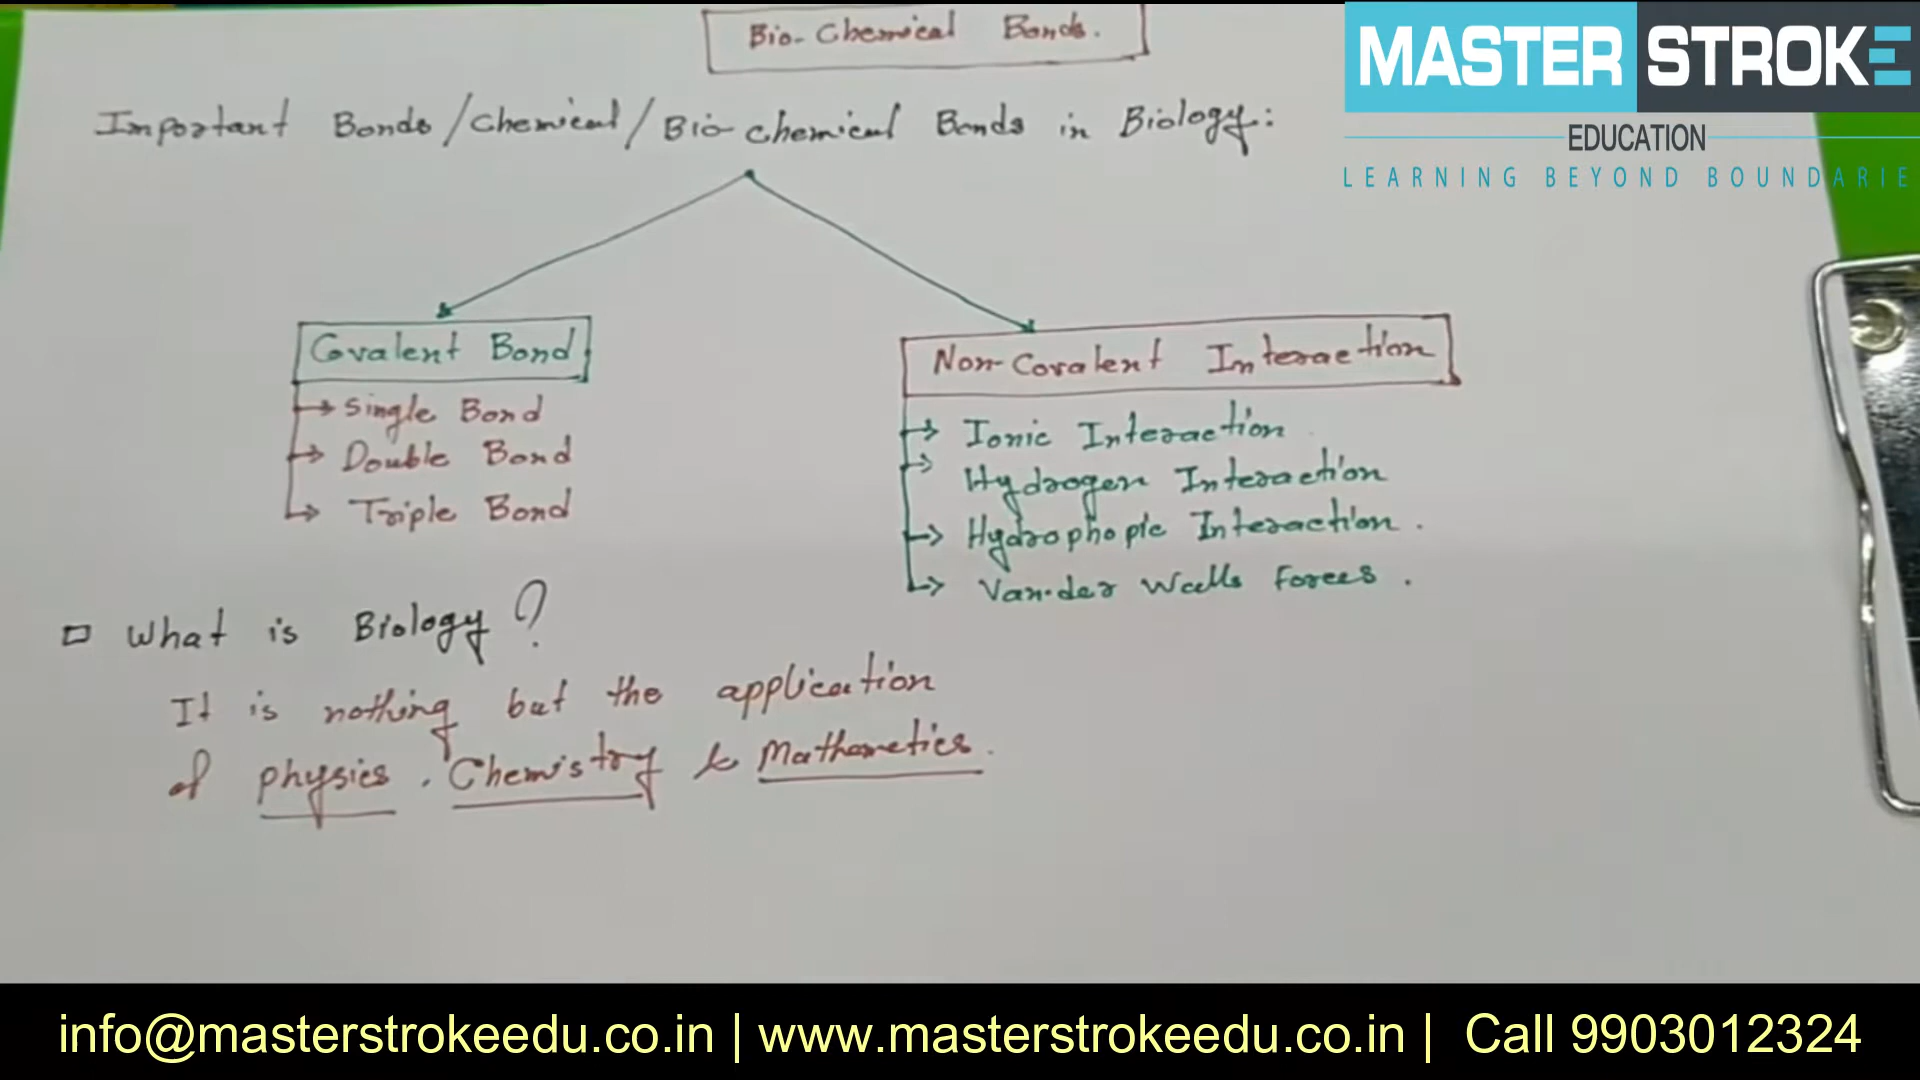 Bio-Chemical Bonds.
MASTER STROKE
EDUCATION
LEARNING BEYOND BOUNDARIE
Important Bonds/Chemical/Bio-chemical Bonds in Biology:
Covalent Bond
Single Bond
Double Bond
Triple Bond
Non-Covalent Interaction
Ionic Interaction
Hydrogen Interaction
Hydrophopic Interaction.
Van.der Walls Forces.
What is Biology?
It is nothing but the application
of physics, Chemistry & Mathametics.
info@masterstrokeedu.co.in | www.masterstrokeedu.co.in | Call 9903012324